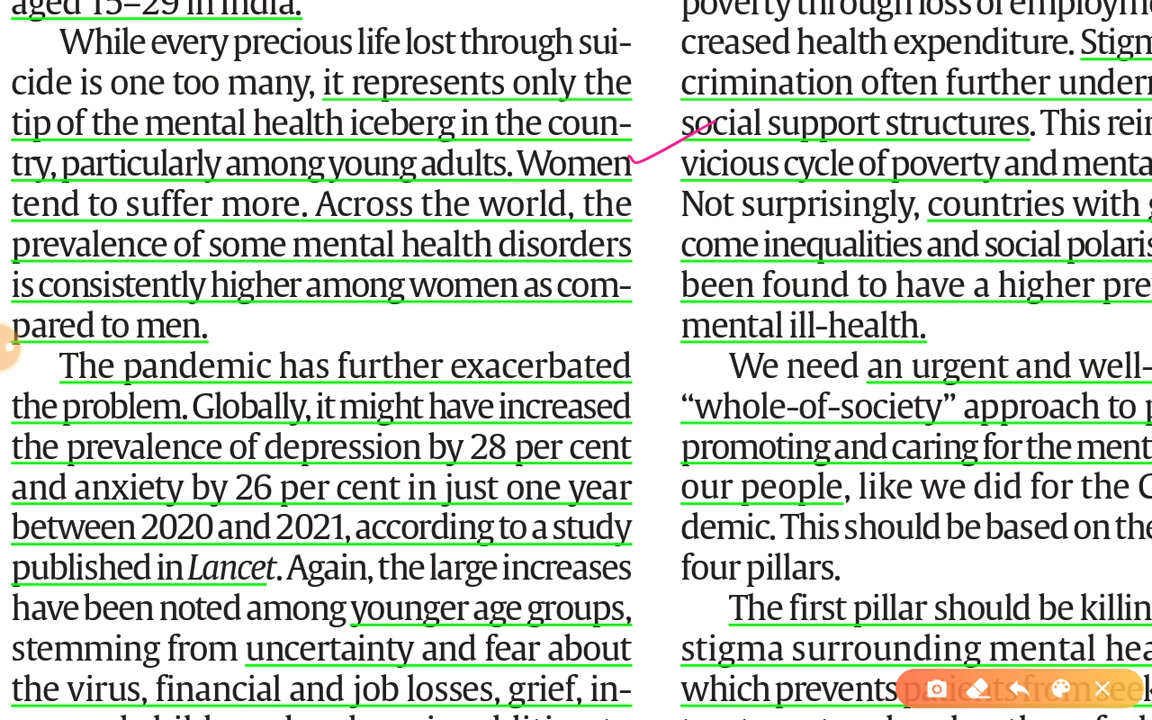 aged 15–29 in India.
While every precious life lost through sui-
cide is one too many, it represents only the
tip of the mental health iceberg in the coun-
try, particularly among young adults. Women
tend to suffer more. Across the world, the
prevalence of some mental health disorders
is consistently higher among women as com-
pared to men.
The pandemic has further exacerbated
the problem. Globally, it might have increased
the prevalence of depression by 28 per cent
and anxiety by 26 per cent in just one year
between 2020 and 2021, according to a study
published in Lancet. Again, the large increases
have been noted among younger age groups,
stemming from uncertainty and fear about
the virus, financial and job losses, grief, in-
poverty through loss of employm
creased health expenditure. Stigm
crimination often further under
social support structures. This rei
vicious cycle of poverty and menta
Not surprisingly, countries with
come inequalities and social polaris
been found to have a higher pre
mental ill-health.
We need an urgent and well-
“whole-of-society” approach to p
promoting and caring for the ment
our people, like we did for the C
demic. This should be based on the
four pillars.
The first pillar should be killin
stigma surrounding mental hea
which prevents patients from seek